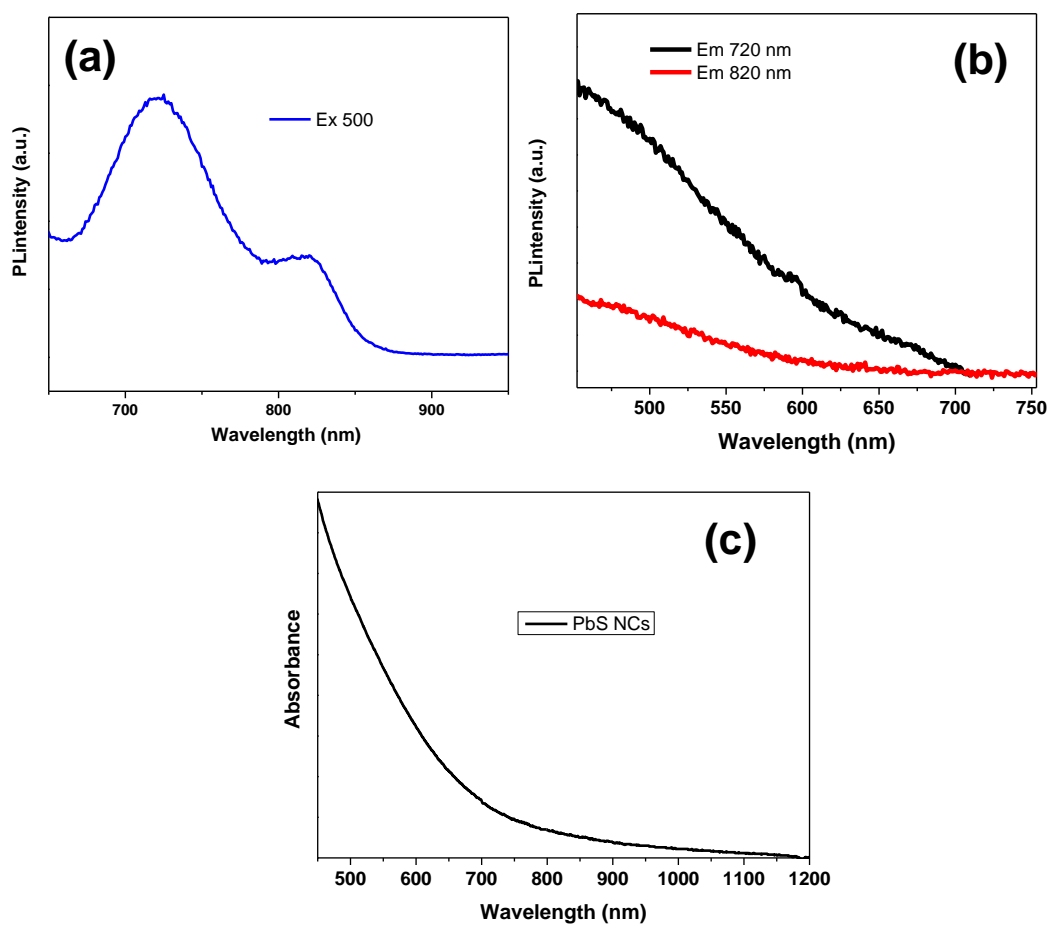 (a)
Ex 500
PLintensity (a.u.)
700 800 900
Wavelength (nm)
(b)
Em 720 nm
Em 820 nm
PLintensity (a.u.)
500 550 600 650 700 750
Wavelength (nm)
(c)
PbS NCs
Absorbance
500 600 700 800 900 1000 1100 1200
Wavelength (nm)